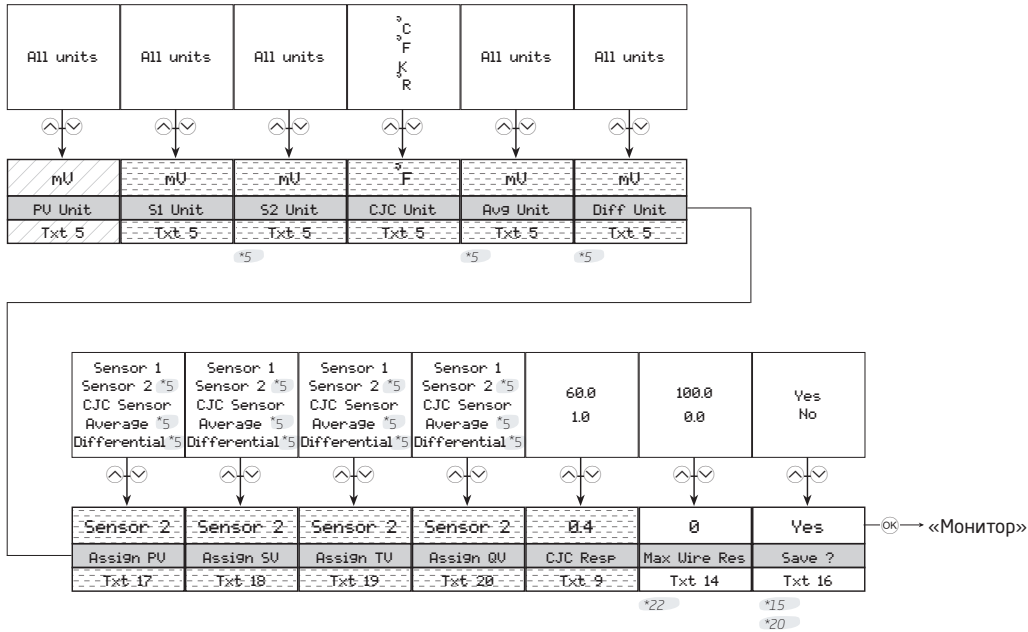 All units All units All units °C All units All units
°F
K
°R
mV mV mV °F mV mV
PV Unit S1 Unit S2 Unit CJC Unit Avg Unit Diff Unit
Txt 5 Txt 5 Txt 5 Txt 5 Txt 5 Txt 5
*5 *5 *5
Sensor 1 Sensor 1 Sensor 1 Sensor 1
Sensor 2 *5 Sensor 2 *5 Sensor 2 *5 Sensor 2 *5 60.0 100.0 Yes
CJC Sensor CJC Sensor CJC Sensor CJC Sensor
Average *5 Average *5 Average *5 Average *5 1.0 0.0 No
Differential *5 Differential *5 Differential *5 Differential *5
Sensor 2 Sensor 2 Sensor 2 Sensor 2 0.4 0 Yes OK «Монитор»
Assign PV Assign SV Assign TV Assign QV CJC Resp Max Wire Res Save ?
Txt 17 Txt 18 Txt 19 Txt 20 Txt 9 Txt 14 Txt 16
*22 *15
*20